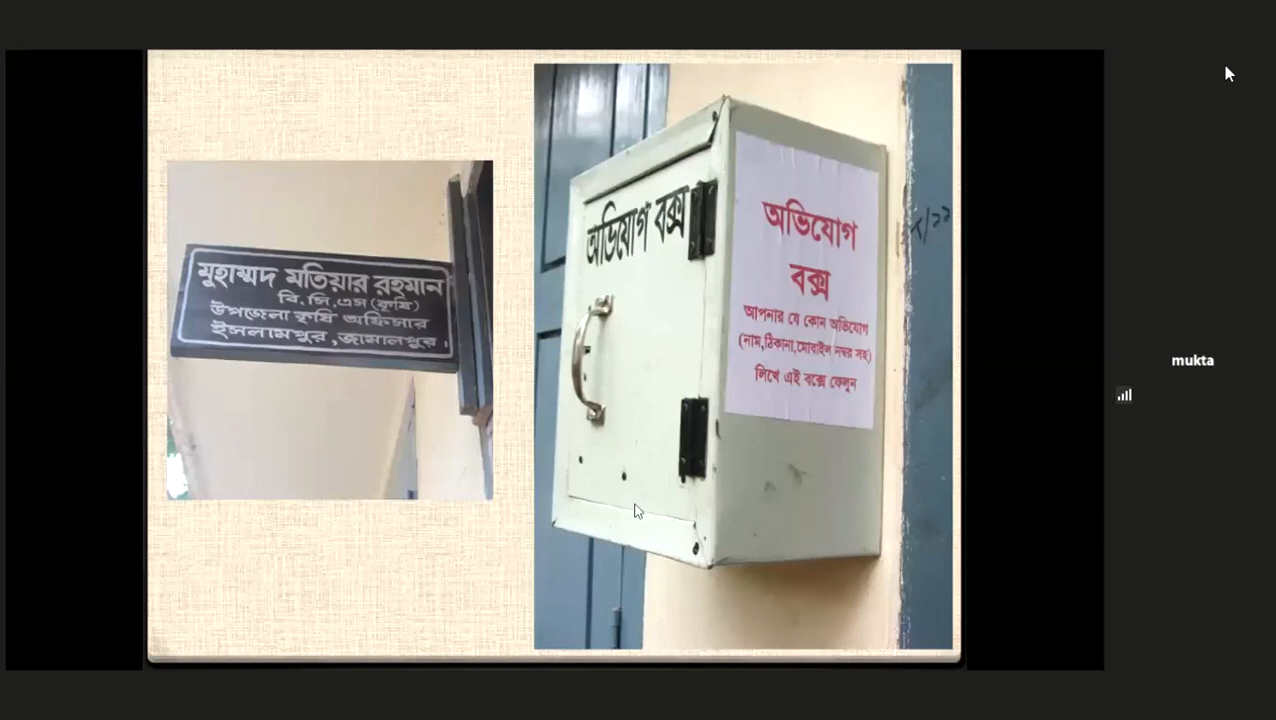 মুহাম্মদ মতিয়ার রহমান
বি.সি.এস (কৃষি)
উপজেলা কৃষি অফিসার
ইসলামপুর,জামালপুর।
অভিযোগ বক্স
অভিযোগ
বক্স
আপনার যে কোন অভিযোগ
(নাম,ঠিকানা,মোবাইল নম্বর সহ)
লিখে এই বক্সে ফেলুন
mukta